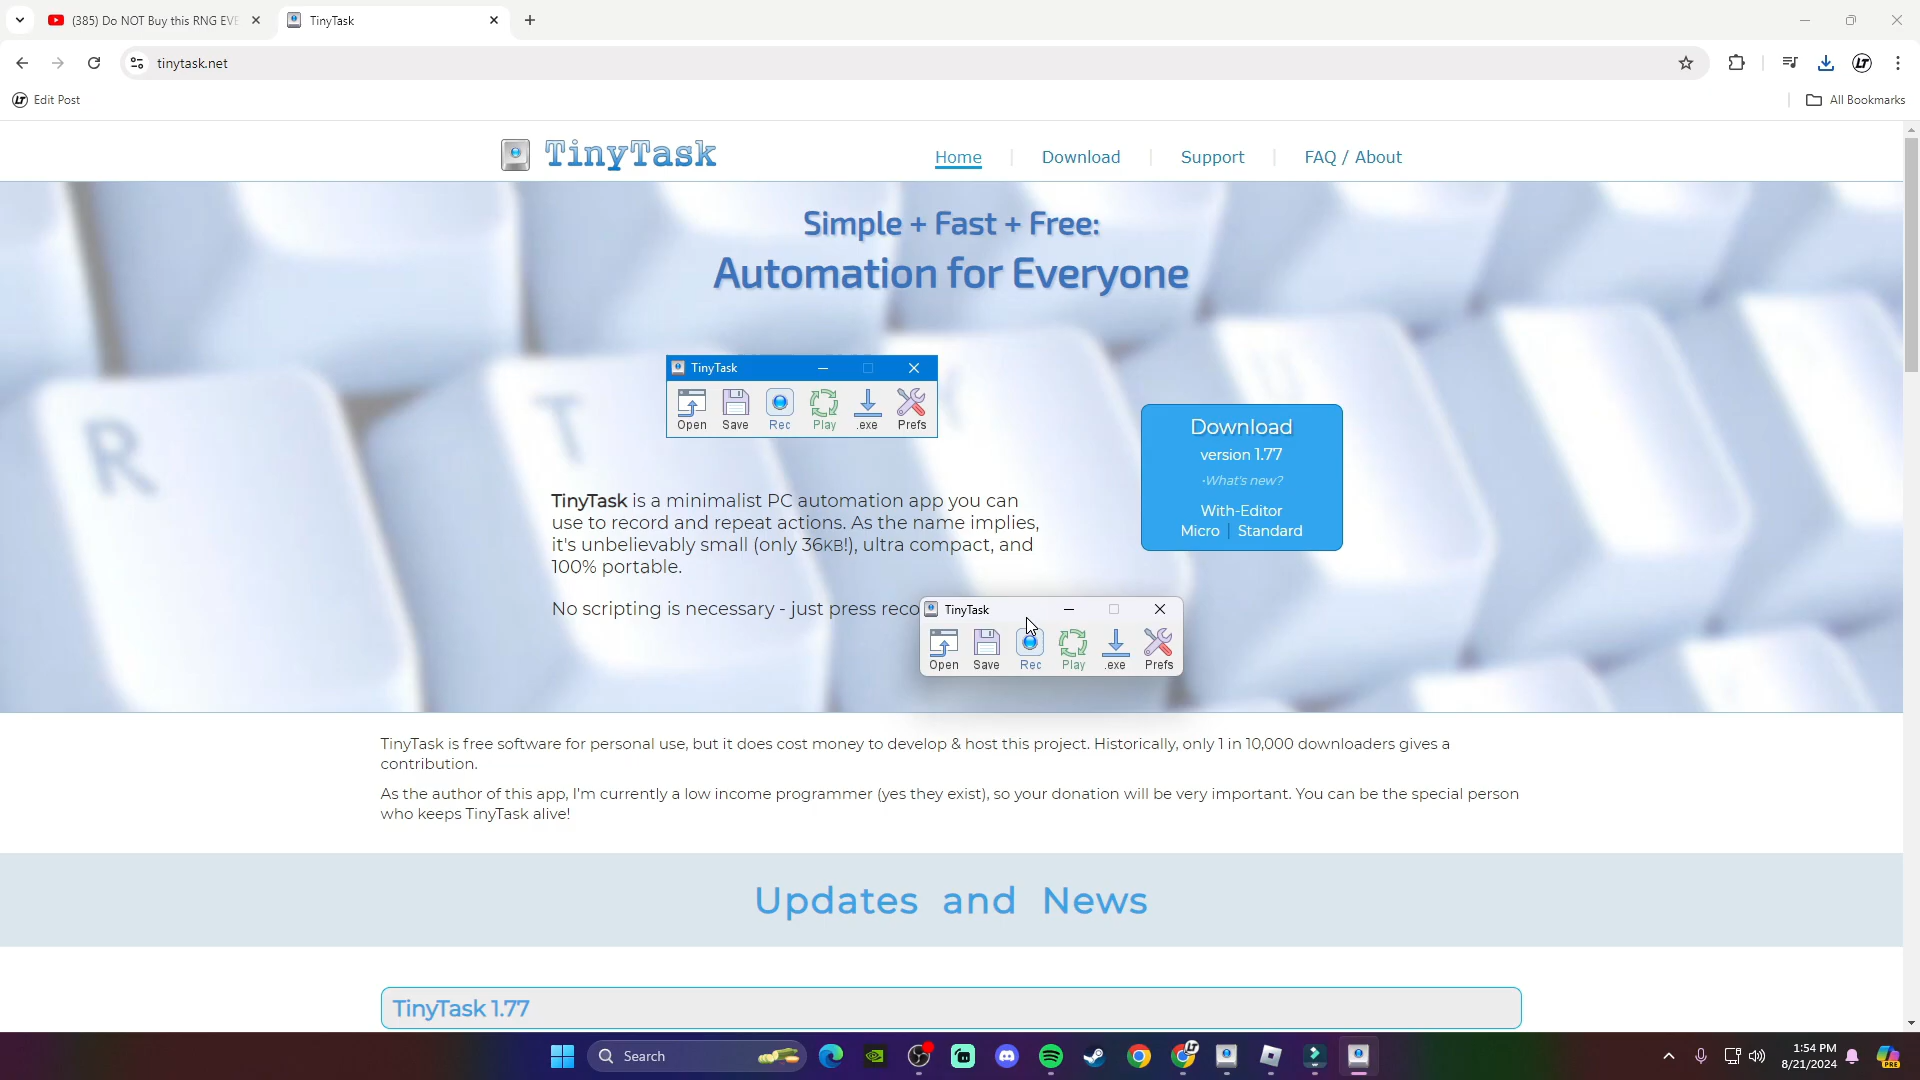 (385) Do NOT Buy this RNG EVE
TinyTask
tinytask.net
Edit Post
All Bookmarks
TinyTask
Home
Download
Support
FAQ / About
Simple + Fast + Free:
Automation for Everyone
TinyTask
Open
Save
Rec
Play
.exe
Prefs
Download
version 1.77
-What's new?
With-Editor
Micro | Standard
TinyTask is a minimalist PC automation app you can
use to record and repeat actions. As the name implies,
it's unbelievably small (only 36KB!), ultra compact, and
100% portable.
No scripting is necessary - just press reco
TinyTask
Open
Save
Rec
Play
.exe
Prefs
R
T
TinyTask is free software for personal use, but it does cost money to develop & host this project. Historically, only 1 in 10,000 downloaders gives a
contribution.
As the author of this app, I'm currently a low income programmer (yes they exist), so your donation will be very important. You can be the special person
who keeps TinyTask alive!
Updates and News
TinyTask 1.77
Search
1:54 PM
8/21/2024
PRE